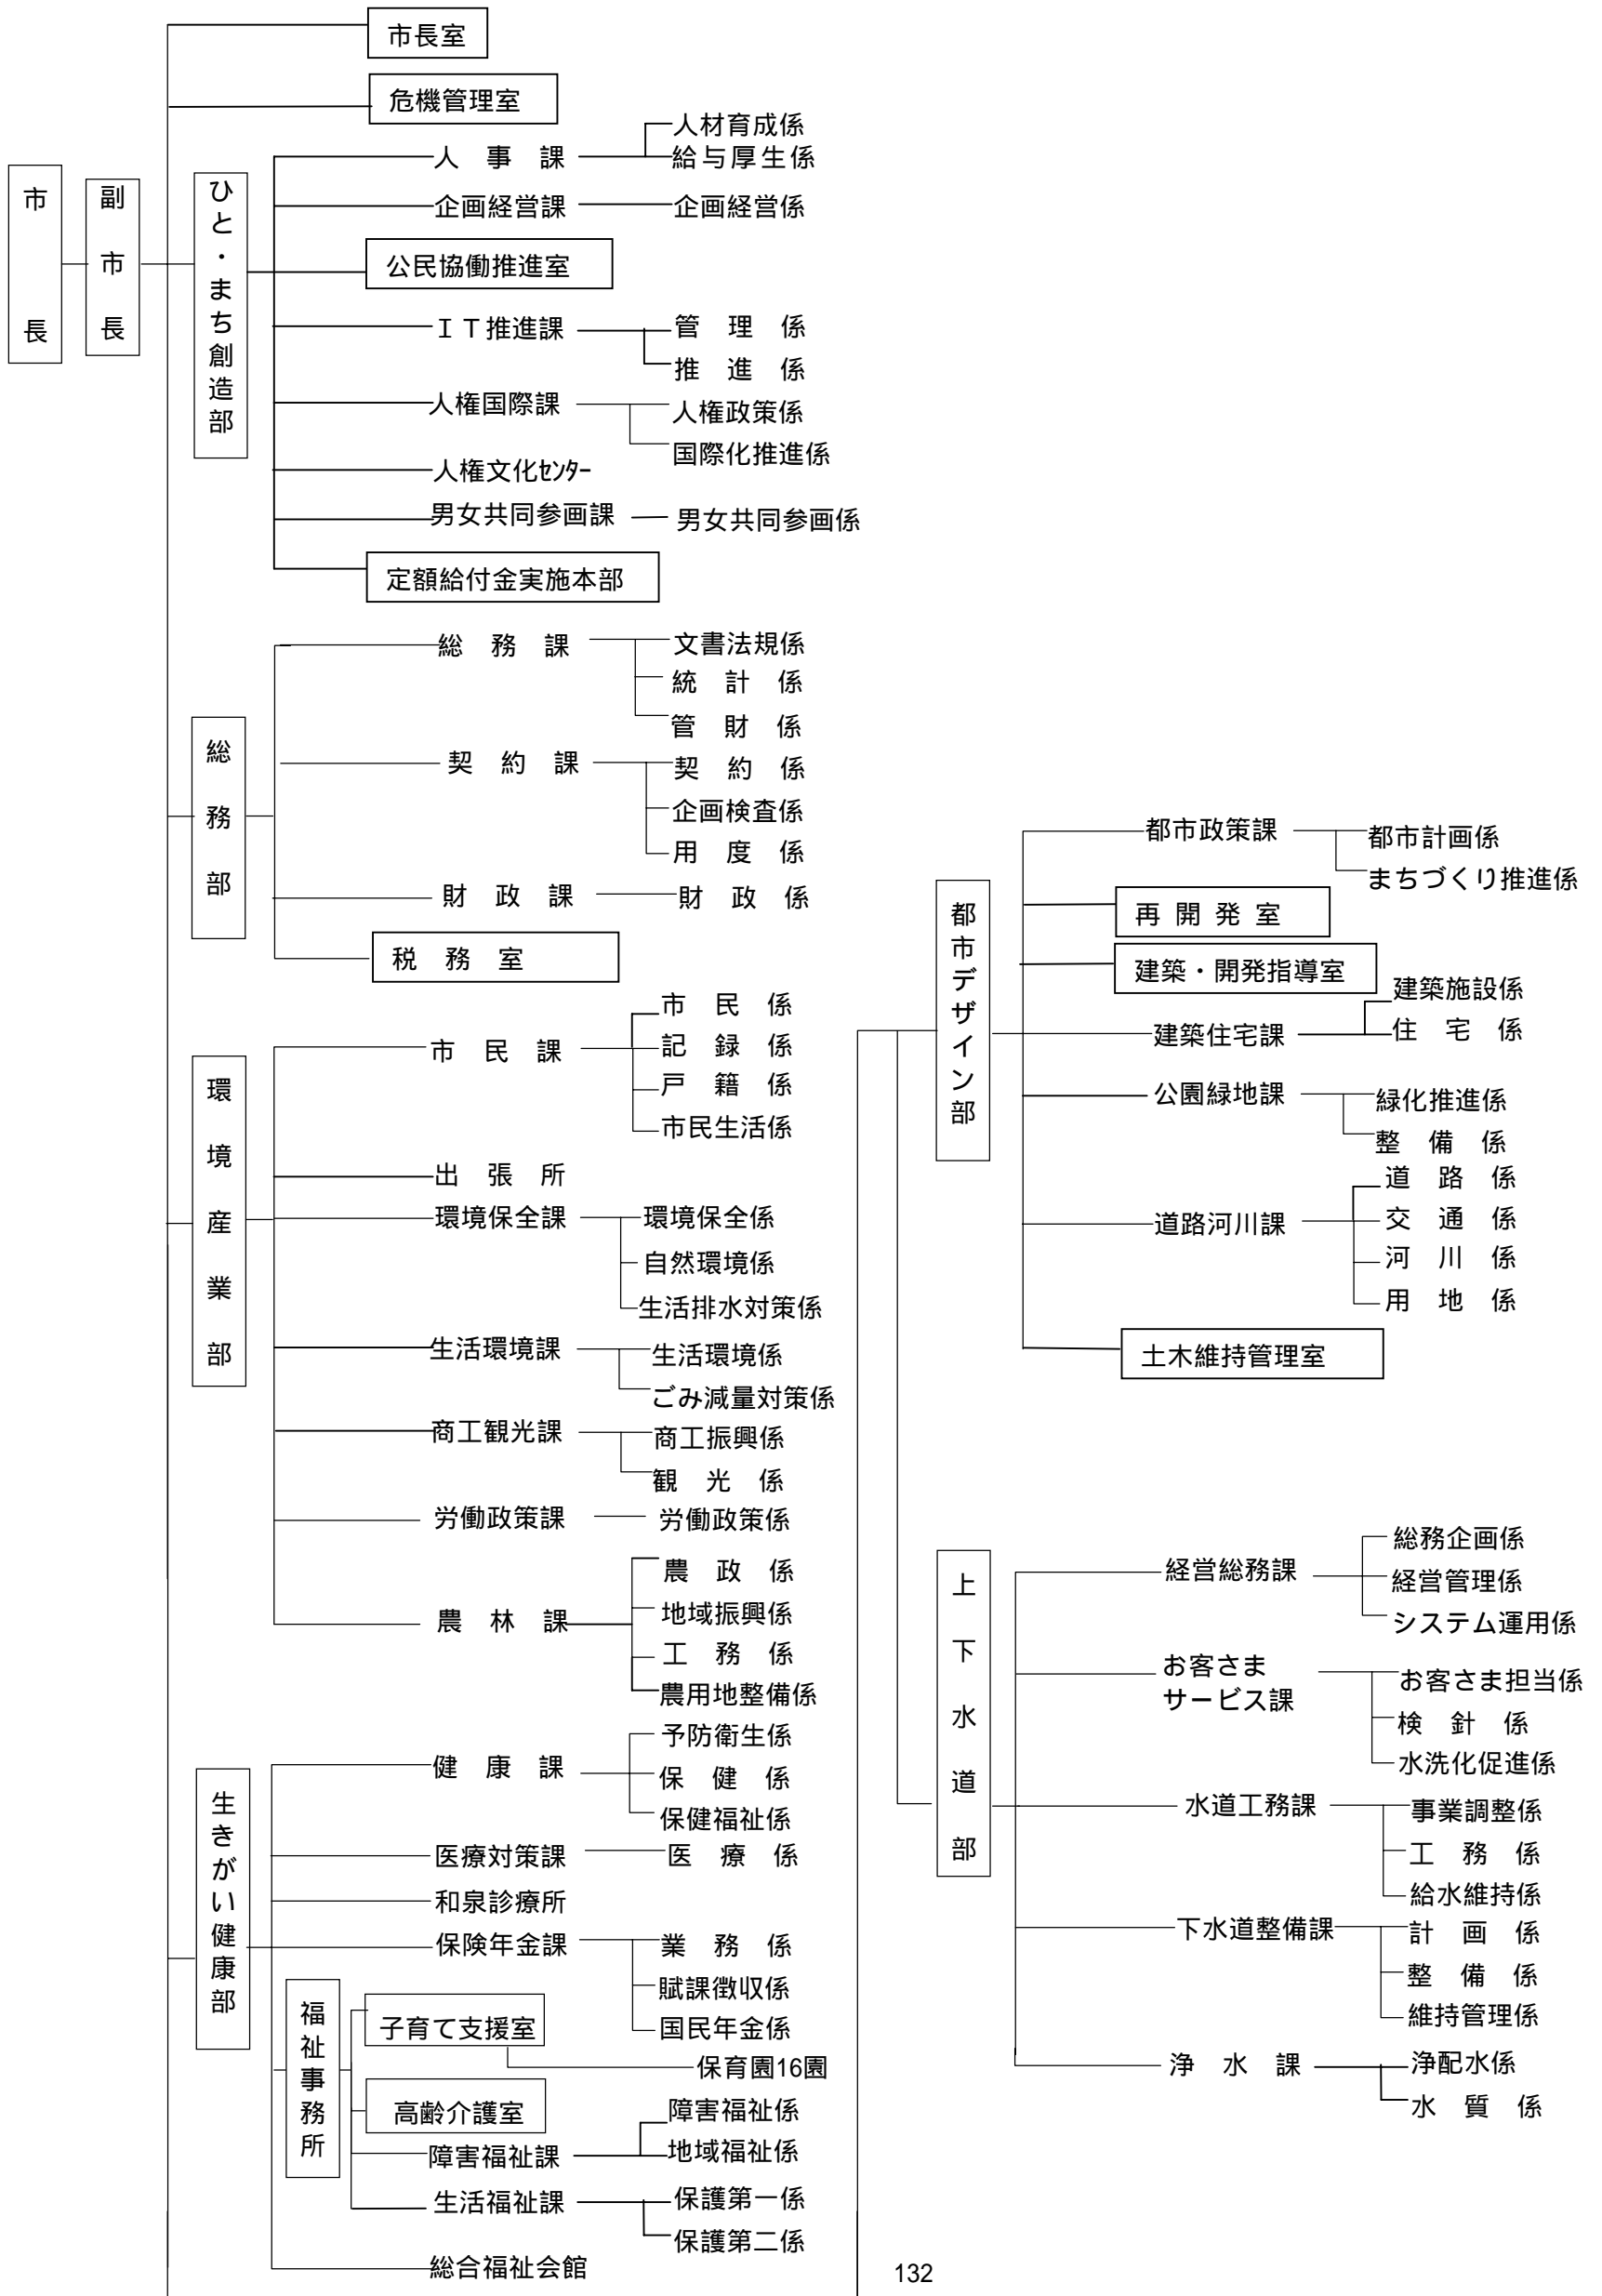 市長
副市長
市長室
危機管理室
ひと・まち創造部
人事課
人材育成係
給与厚生係
企画経営課
企画経営係
公民協働推進室
ＩＴ推進課
管理係
推進係
人権国際課
人権政策係
国際化推進係
人権文化ｾﾝﾀｰ
男女共同参画課
男女共同参画係
定額給付金実施本部
総務部
総務課
文書法規係
統計係
管財係
契約課
契約係
企画検査係
用度係
財政課
財政係
税務室
環境産業部
市民課
市民係
記録係
戸籍係
市民生活係
出張所
環境保全課
環境保全係
自然環境係
生活排水対策係
生活環境課
生活環境係
ごみ減量対策係
商工観光課
商工振興係
観光係
労働政策課
労働政策係
農林課
農政係
地域振興係
工務係
農用地整備係
生きがい健康部
健康課
予防衛生係
保健係
保健福祉係
医療対策課
医療係
和泉診療所
保険年金課
業務係
賦課徴収係
国民年金係
福祉事務所
子育て支援室
保育園16園
高齢介護室
障害福祉課
障害福祉係
地域福祉係
生活福祉課
保護第一係
保護第二係
総合福祉会館
都市デザイン部
都市政策課
都市計画係
まちづくり推進係
再開発室
建築・開発指導室
建築住宅課
建築施設係
住宅係
公園緑地課
緑化推進係
整備係
道路河川課
道路係
交通係
河川係
用地係
土木維持管理室
上下水道部
経営総務課
総務企画係
経営管理係
システム運用係
お客さま
サービス課
お客さま担当係
検針係
水洗化促進係
水道工務課
事業調整係
工務係
給水維持係
下水道整備課
計画係
整備係
維持管理係
浄水課
浄配水係
水質係
132